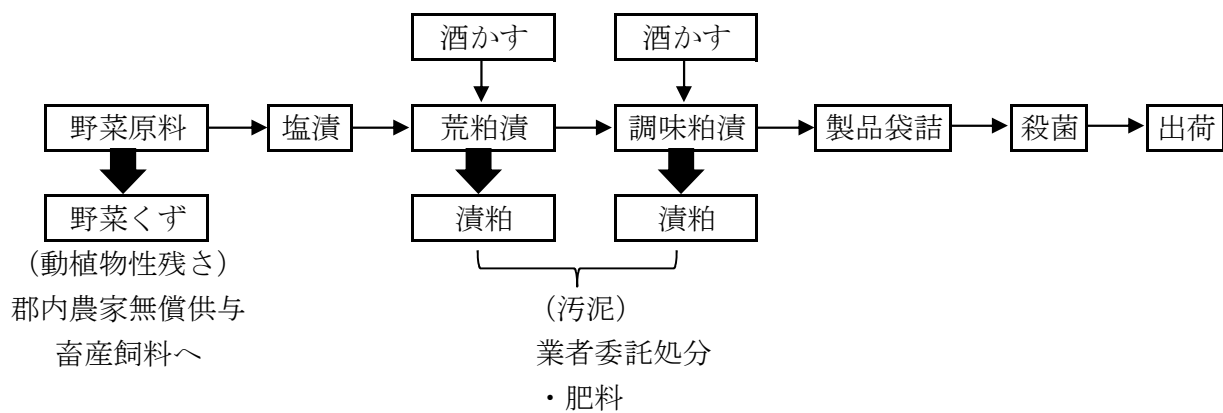 酒かす
酒かす
野菜原料
塩漬
荒粕漬
調味粕漬
製品袋詰
殺菌
出荷
野菜くず
漬粕
漬粕
（動植物性残さ）
郡内農家無償供与
畜産飼料へ
（汚泥）
業者委託処分
・肥料